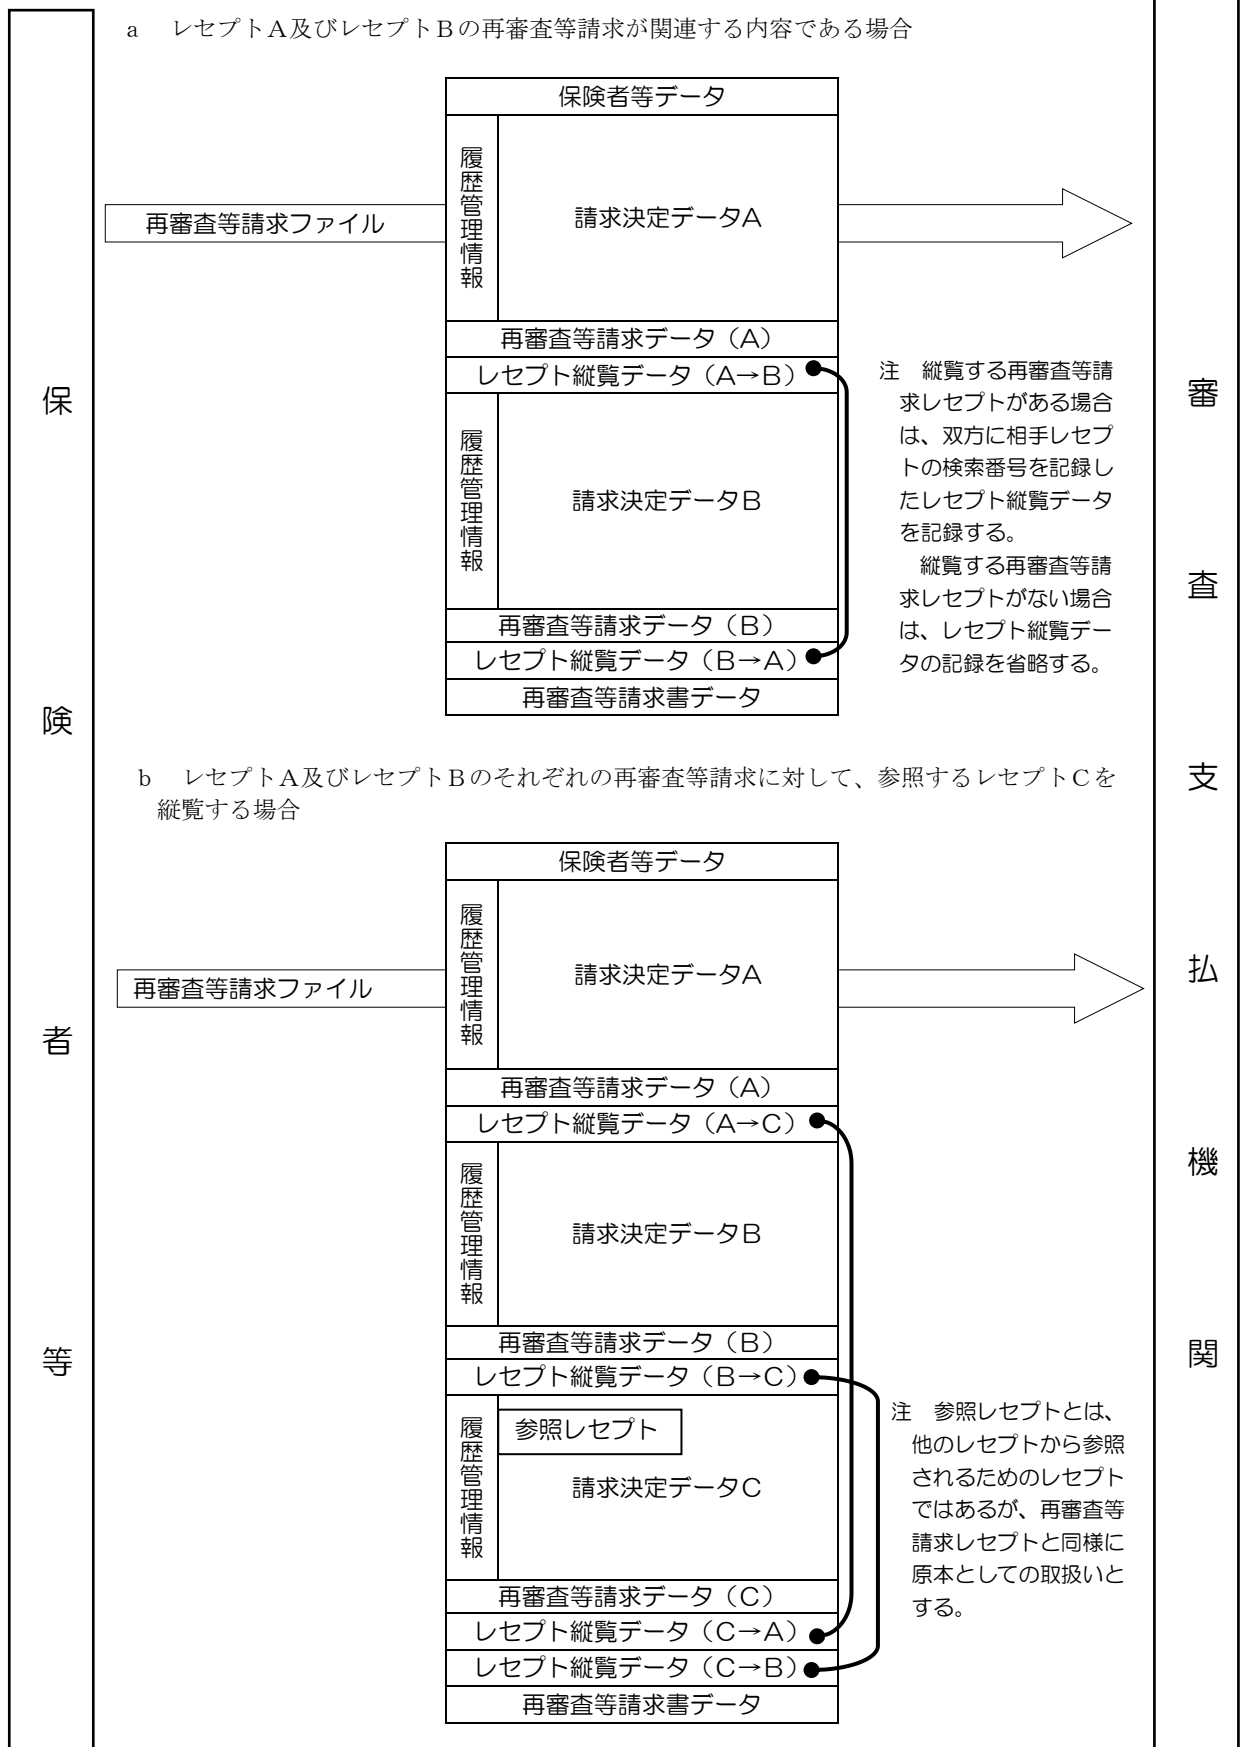 a　レセプトＡ及びレセプトＢの再審査等請求が関連する内容である場合
保険者等
再審査等請求ファイル
保険者等データ
履歴管理情報
請求決定データＡ
再審査等請求データ（Ａ）
レセプト縦覧データ（Ａ→Ｂ）
履歴管理情報
請求決定データＢ
再審査等請求データ（Ｂ）
レセプト縦覧データ（Ｂ→Ａ）
再審査等請求書データ
注　縦覧する再審査等請
求レセプトがある場合
は、双方に相手レセプ
トの検索番号を記録し
たレセプト縦覧データ
を記録する。
縦覧する再審査等請
求レセプトがない場合
は、レセプト縦覧デー
タの記録を省略する。
審査支払機関
b　レセプトＡ及びレセプトＢのそれぞれの再審査等請求に対して、参照するレセプトＣを
縦覧する場合
再審査等請求ファイル
保険者等データ
履歴管理情報
請求決定データＡ
再審査等請求データ（Ａ）
レセプト縦覧データ（Ａ→Ｃ）
履歴管理情報
請求決定データＢ
再審査等請求データ（Ｂ）
レセプト縦覧データ（Ｂ→Ｃ）
履歴管理情報
参照レセプト
請求決定データＣ
再審査等請求データ（Ｃ）
レセプト縦覧データ（Ｃ→Ａ）
レセプト縦覧データ（Ｃ→Ｂ）
再審査等請求書データ
注　参照レセプトとは、
他のレセプトから参照
されるためのレセプト
ではあるが、再審査等
請求レセプトと同様に
原本としての取扱いと
する。